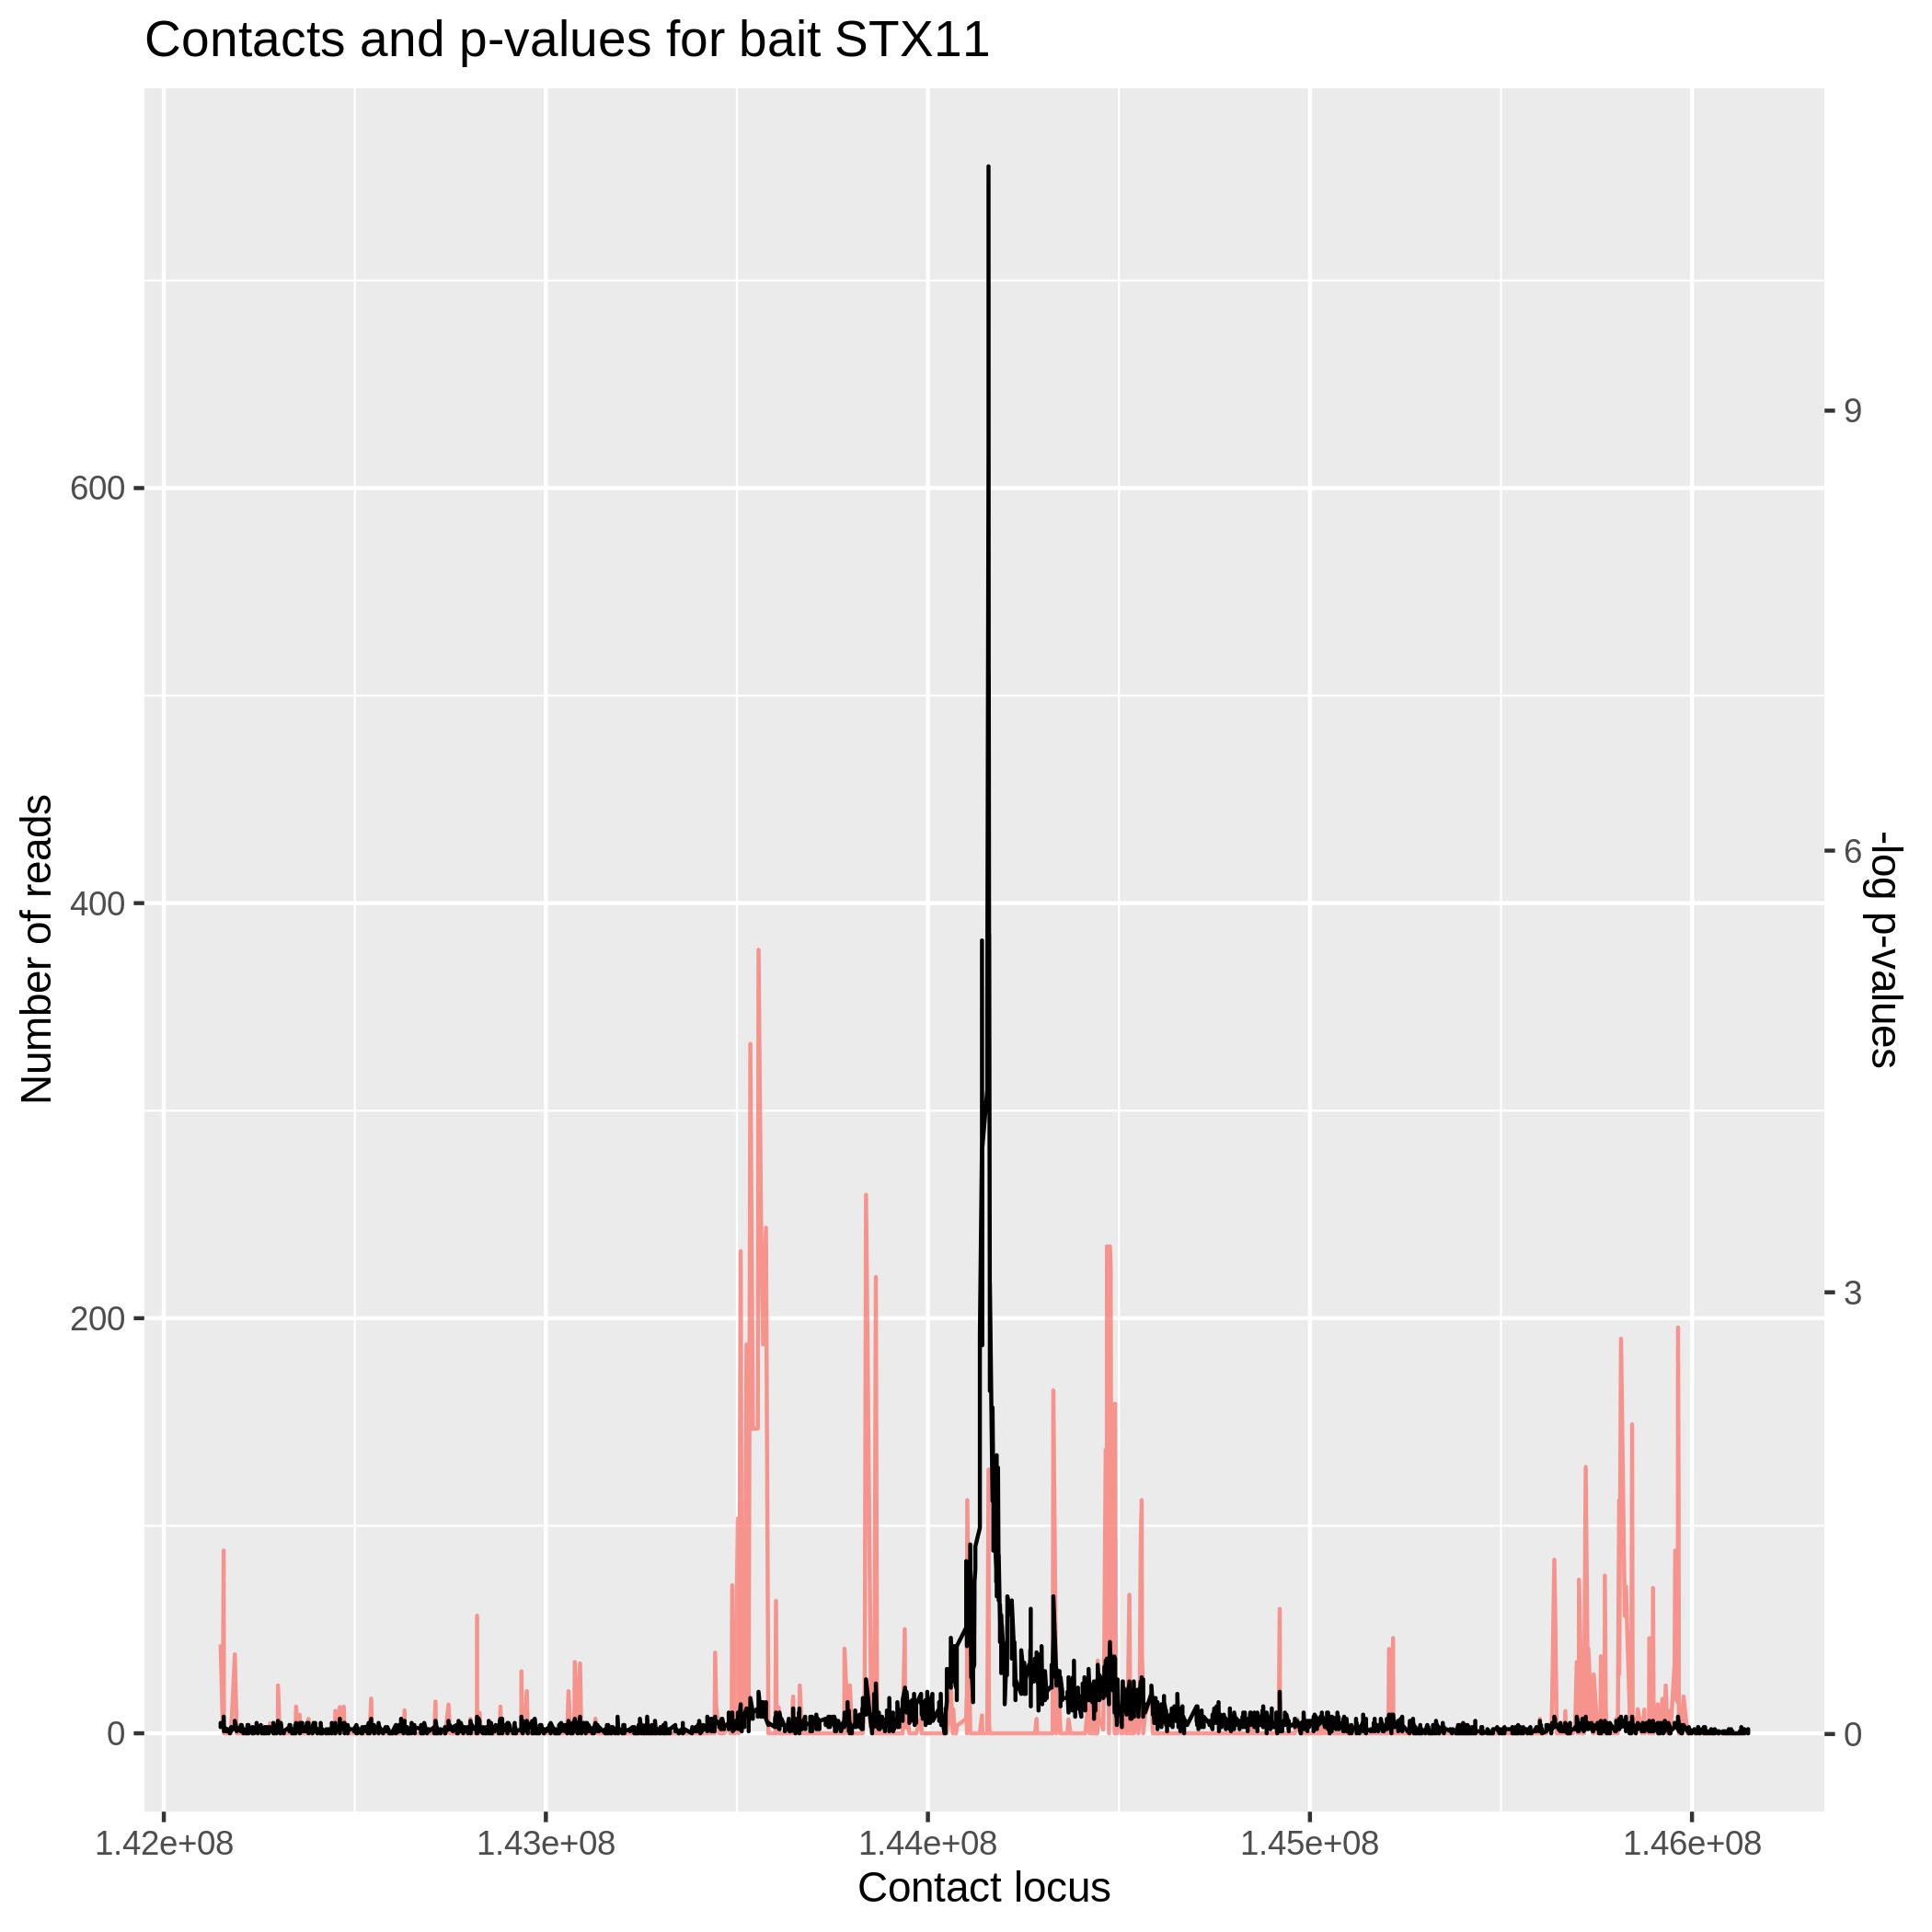 Contacts and p-values for bait STX11
Number of reads
600
400
200
0
9
6
3
0
-log p-values
1.42e+08
1.43e+08
1.44e+08
1.45e+08
1.46e+08
Contact locus